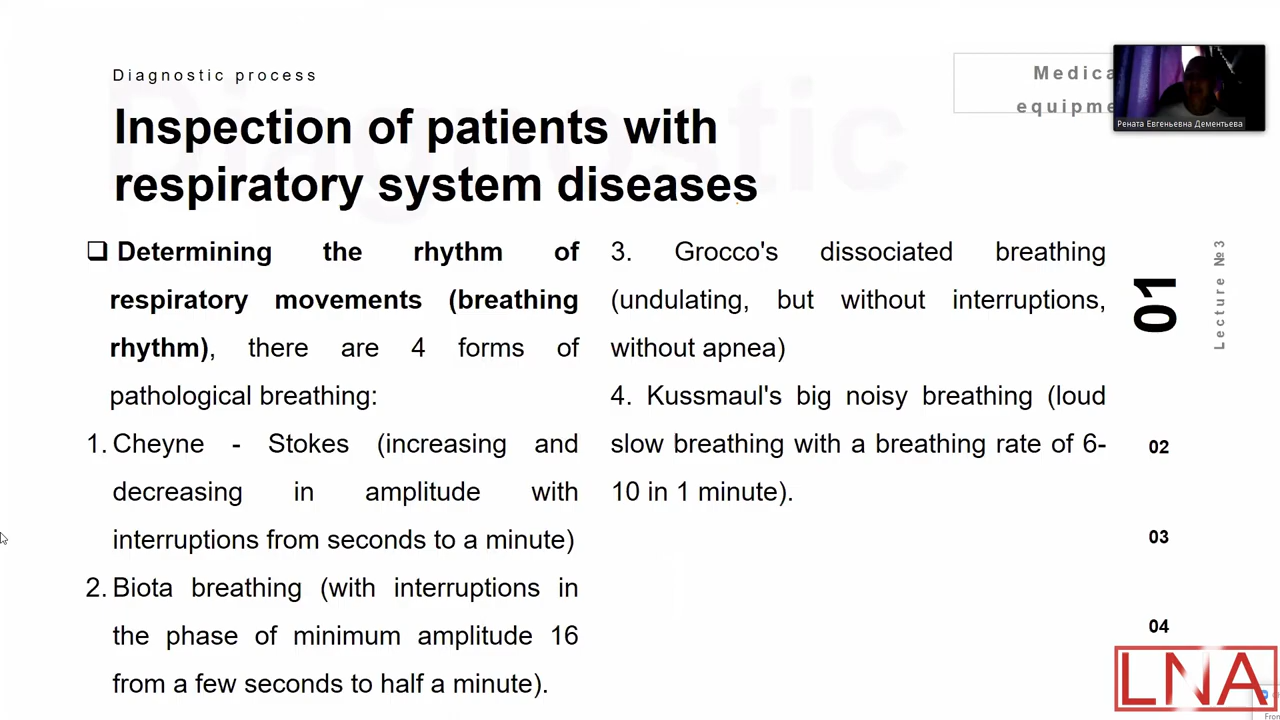 Diagnostic process
Inspection of patients with
respiratory system diseases
Medica
equipme
Рената Евгеньевна Дементьева
Diagnostic
❑ Determining the rhythm of
respiratory movements (breathing
rhythm), there are 4 forms of
pathological breathing:
1. Cheyne - Stokes (increasing and
decreasing in amplitude with
interruptions from seconds to a minute)
2. Biota breathing (with interruptions in
the phase of minimum amplitude 16
from a few seconds to half a minute).
3. Grocco's dissociated breathing
(undulating, but without interruptions,
without apnea)
4. Kussmaul's big noisy breathing (loud
slow breathing with a breathing rate of 6-
10 in 1 minute).
01
Lecture №3
02
03
04
LNA